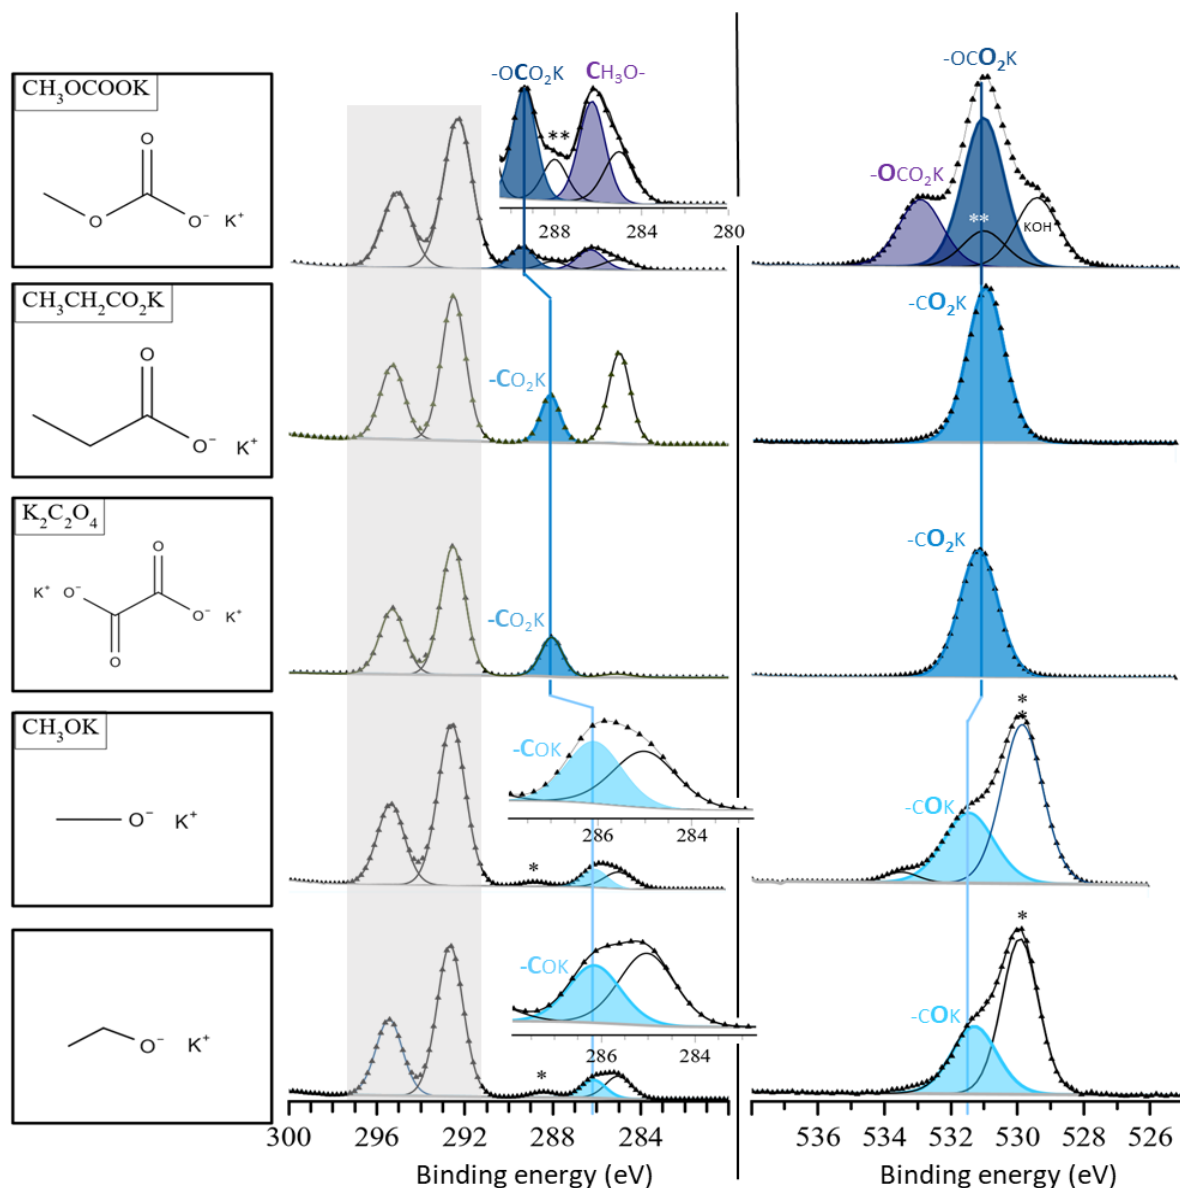 CH₃OCOOK
O
O
O⁻ K⁺
-OCO₂K
CH₃O-
**
288 284 280
-OCO₂K
-OCO₂K
**
KOH
CH₃CH₂CO₂K
O
O⁻ K⁺
-CO₂K
-CO₂K
K₂C₂O₄
O
K⁺ O⁻
O⁻ K⁺
O
-CO₂K
-CO₂K
CH₃OK
O⁻ K⁺
-COK
286 284
*
*
*
-COK
O⁻ K⁺
-COK
286 284
*
*
-COK
300 296 292 288 284
Binding energy (eV)
536 534 532 530 528 526
Binding energy (eV)